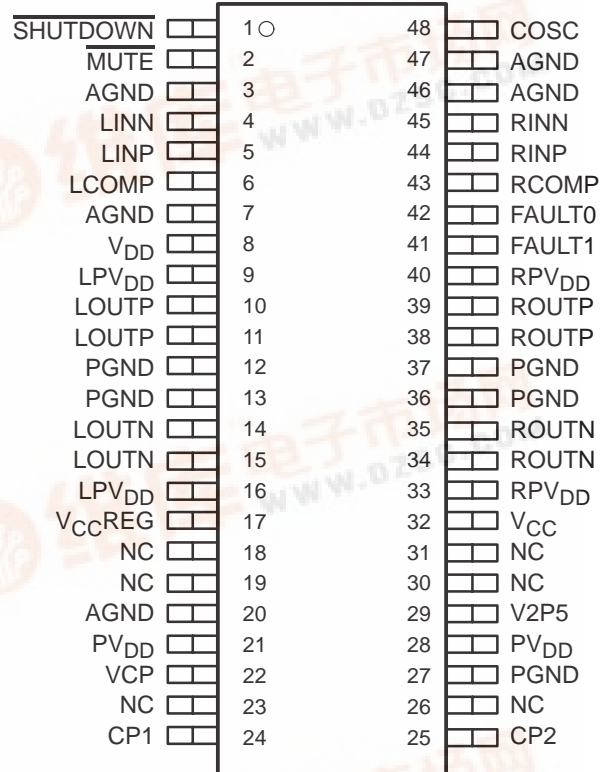 SHUTDOWN 1 48 COSC
MUTE 2 47 AGND
AGND 3 46 AGND
LINN 4 45 RINN
LINP 5 44 RINP
LCOMP 6 43 RCOMP
AGND 7 42 FAULT0
VDD 8 41 FAULT1
LPVDD 9 40 RPVDD
LOUTP 10 39 ROUTP
LOUTP 11 38 ROUTP
PGND 12 37 PGND
PGND 13 36 PGND
LOUTN 14 35 ROUTN
LOUTN 15 34 ROUTN
LPVDD 16 33 RPVDD
VCCREG 17 32 VCC
NC 18 31 NC
NC 19 30 NC
AGND 20 29 V2P5
PVDD 21 28 PVDD
VCP 22 27 PGND
NC 23 26 NC
CP1 24 25 CP2